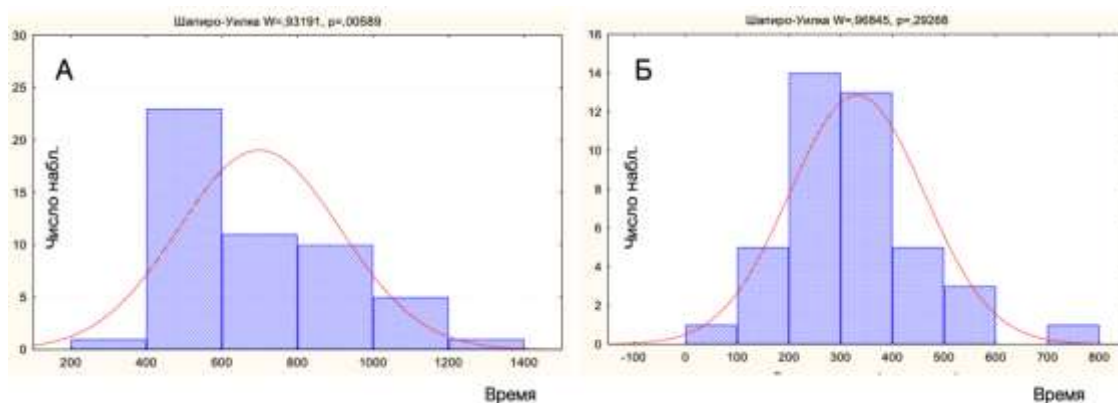 Шапиро-Уилка W=,93191, p=,00589
30
25
20
15
10
5
0
А
Число набл.
200 400 600 800 1000 1200 1400
Время
Шапиро-Уилка W=,96845, p=,29268
16
14
12
10
8
6
4
2
0
Б
Число набл.
-100 0 100 200 300 400 500 600 700 800
Время